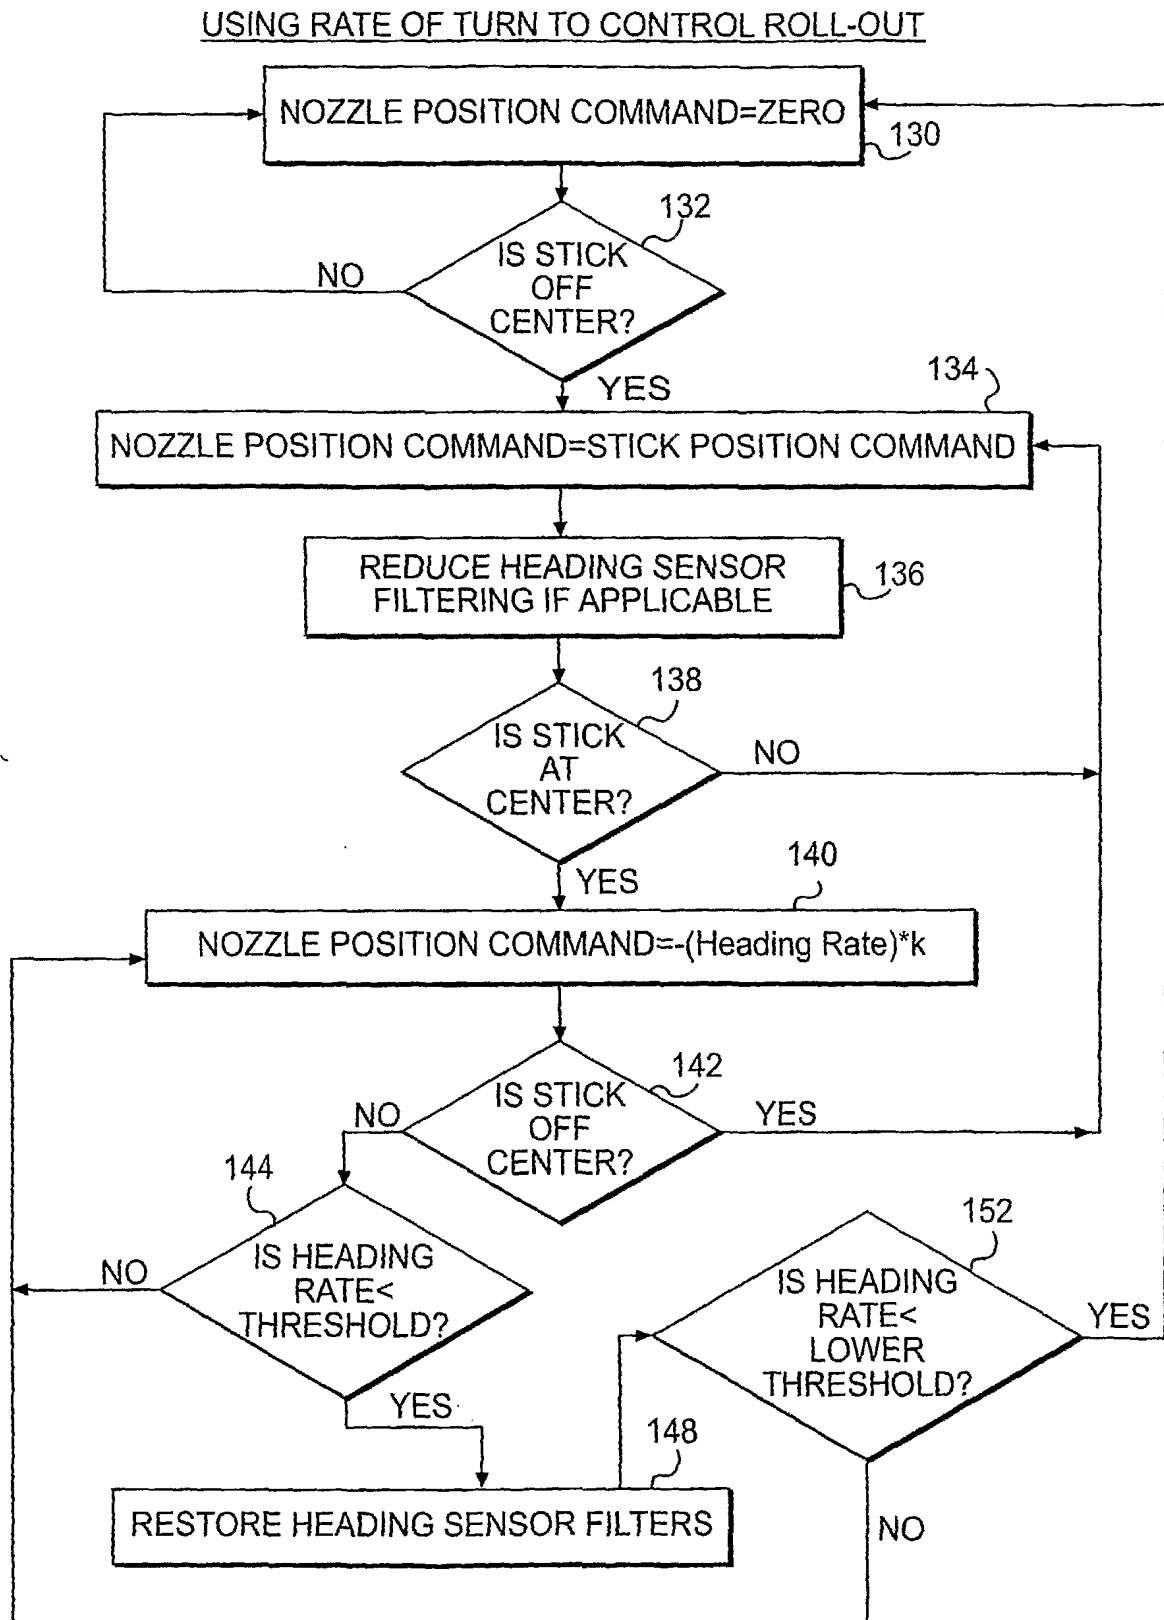 USING RATE OF TURN TO CONTROL ROLL-OUT
NOZZLE POSITION COMMAND=ZERO
130
132
IS STICK
OFF
CENTER?
NO
YES
134
NOZZLE POSITION COMMAND=STICK POSITION COMMAND
REDUCE HEADING SENSOR
FILTERING IF APPLICABLE
136
138
IS STICK
AT
CENTER?
NO
YES
140
NOZZLE POSITION COMMAND=-(Heading Rate)*k
142
IS STICK
OFF
CENTER?
NO
YES
144
IS HEADING
RATE<
THRESHOLD?
NO
YES
152
IS HEADING
RATE<
LOWER
THRESHOLD?
YES
NO
148
RESTORE HEADING SENSOR FILTERS